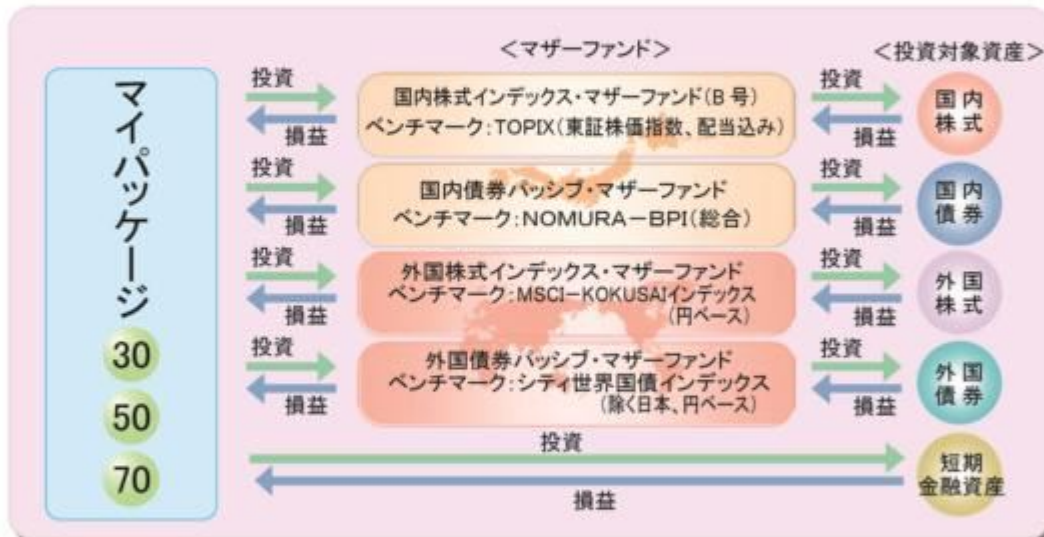 <マザーファンド>
<投資対象資産>
マイパッケージ
30
50
70
投資
損益
国内株式インデックス・マザーファンド(B号)
ベンチマーク:TOPIX(東証株価指数、配当込み)
投資
損益
国内
株式
投資
損益
国内債券パッシブ・マザーファンド
ベンチマーク:NOMURA-BPI(総合)
投資
損益
国内
債券
投資
損益
外国株式インデックス・マザーファンド
ベンチマーク:MSCI-KOKUSAIインデックス
(円ベース)
投資
損益
外国
株式
投資
損益
外国債券パッシブ・マザーファンド
ベンチマーク:シティ世界国債インデックス
(除く日本、円ベース)
投資
損益
外国
債券
投資
損益
短期
金融資産